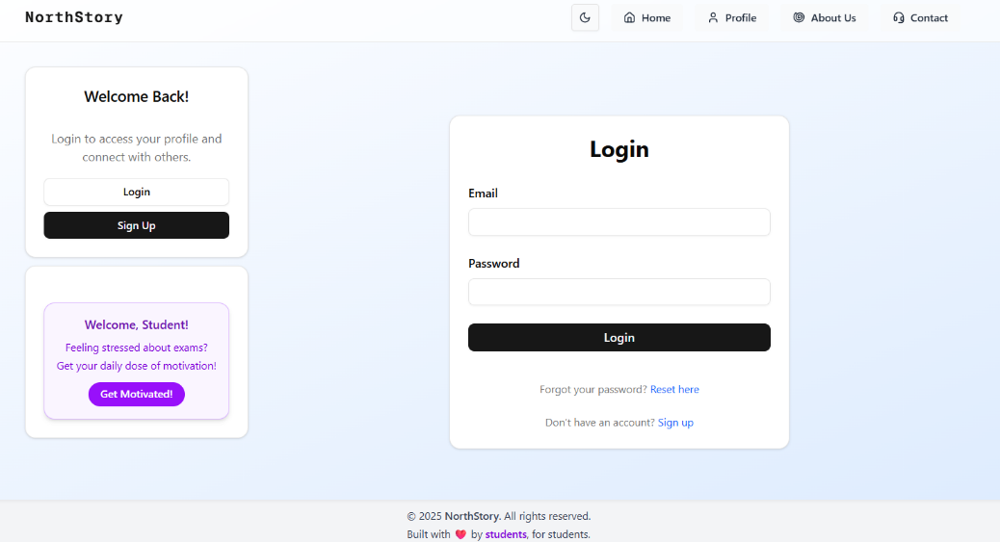 NorthStory
Home
Profile
About Us
Contact
Welcome Back!
Login to access your profile and
connect with others.
Login
Sign Up
Welcome, Student!
Feeling stressed about exams?
Get your daily dose of motivation!
Get Motivated!
Login
Email
Password
Login
Forgot your password? Reset here
Don't have an account? Sign up
© 2025 NorthStory. All rights reserved.
Built with ❤️ by students, for students.